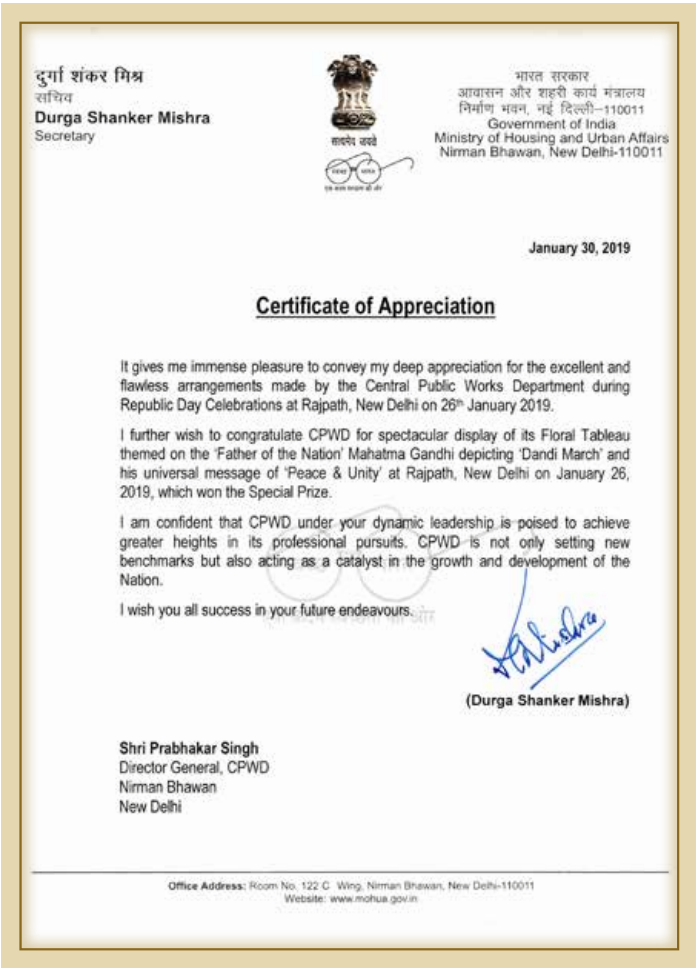 दुर्गा शंकर मिश्र
सचिव
Durga Shanker Mishra
Secretary
सत्यमेव जयते
स्वच्छ भारत
एक कदम स्वच्छता की ओर
भारत सरकार
आवासन और शहरी कार्य मंत्रालय
निर्माण भवन, नई दिल्ली–110011
Government of India
Ministry of Housing and Urban Affairs
Nirman Bhawan, New Delhi-110011
January 30, 2019
Certificate of Appreciation
It gives me immense pleasure to convey my deep appreciation for the excellent and
flawless arrangements made by the Central Public Works Department during
Republic Day Celebrations at Rajpath, New Delhi on 26th January 2019.
I further wish to congratulate CPWD for spectacular display of its Floral Tableau
themed on the 'Father of the Nation' Mahatma Gandhi depicting 'Dandi March' and
his universal message of 'Peace & Unity' at Rajpath, New Delhi on January 26,
2019, which won the Special Prize.
I am confident that CPWD under your dynamic leadership is poised to achieve
greater heights in its professional pursuits. CPWD is not only setting new
benchmarks but also acting as a catalyst in the growth and development of the
Nation.
I wish you all success in your future endeavours.
(Durga Shanker Mishra)
Shri Prabhakar Singh
Director General, CPWD
Nirman Bhawan
New Delhi
Office Address: Room No. 122 C Wing, Nirman Bhawan, New Delhi-110011
Website: www.mohua.gov.in